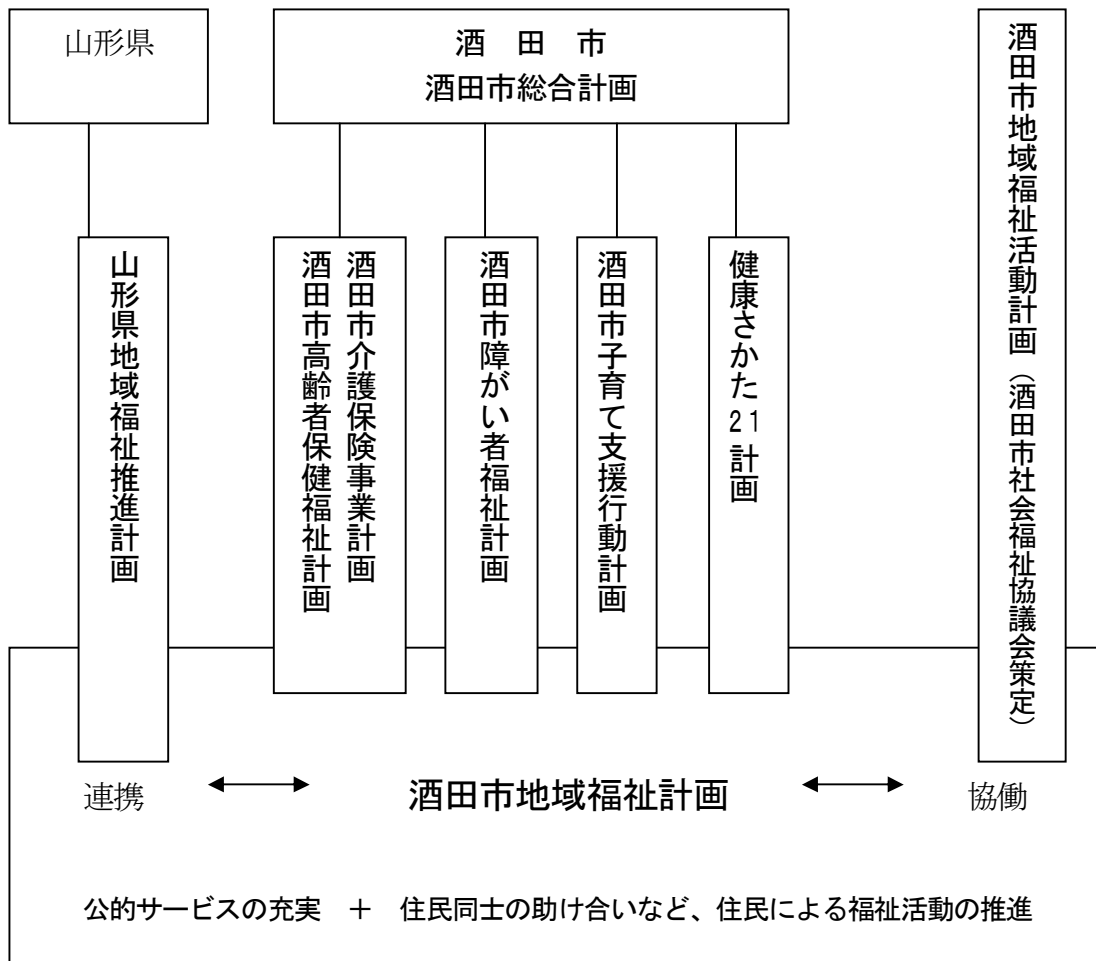 山形県
酒　田　市
酒田市総合計画
山形県地域福祉推進計画
酒田市介護保険事業計画
酒田市高齢者保健福祉計画
酒田市障がい者福祉計画
酒田市子育て支援行動計画
健康さかた21計画
酒田市地域福祉活動計画（酒田市社会福祉協議会策定）
連携
酒田市地域福祉計画
協働
公的サービスの充実　＋　住民同士の助け合いなど、住民による福祉活動の推進